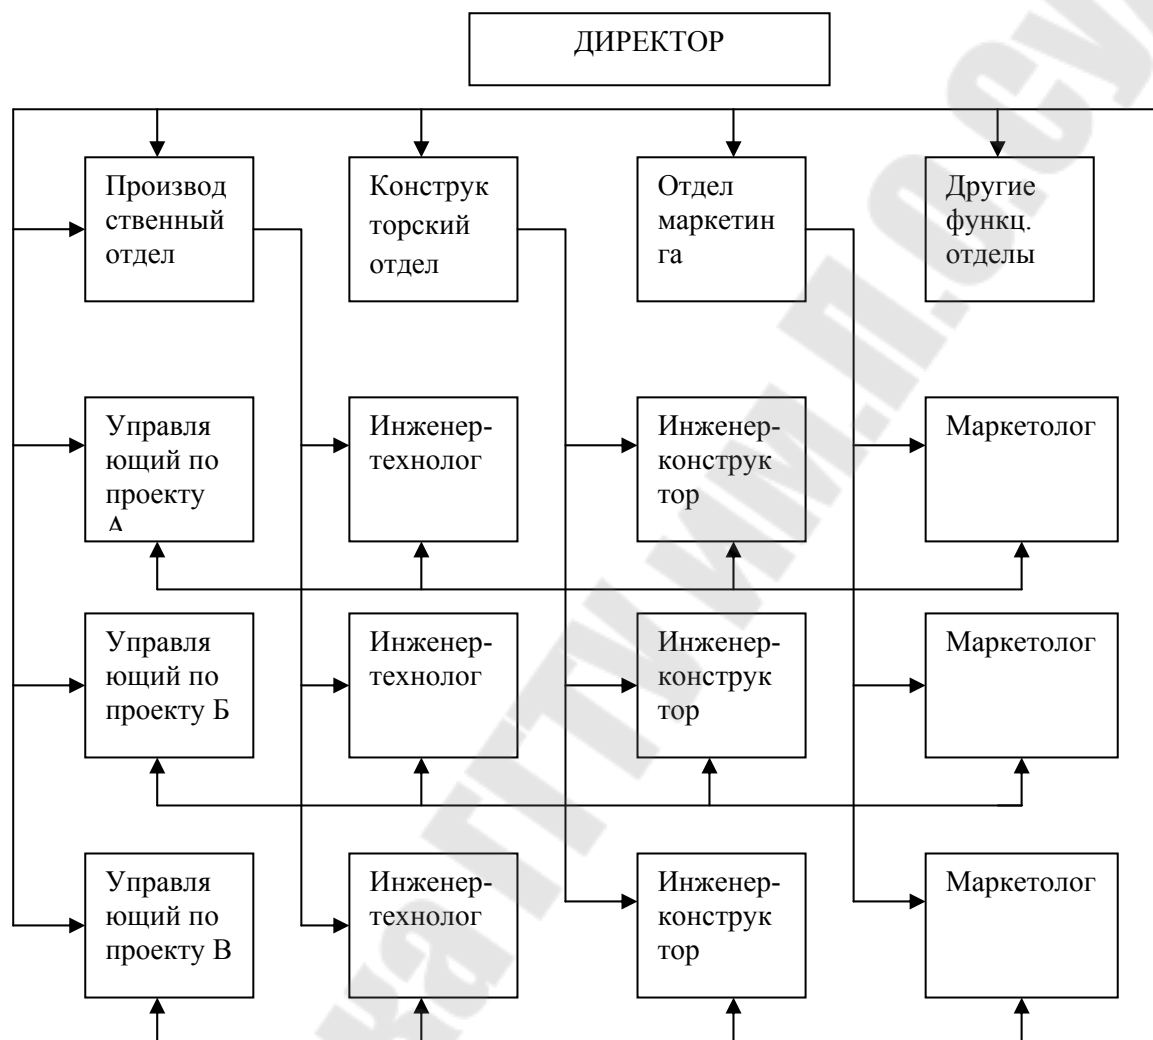 ДИРЕКТОР
Производ
ственный
отдел
Конструк
торский
отдел
Отдел
маркетин
га
Другие
функц.
отделы
Управля
ющий по
проекту
А
Инженер-
технолог
Инженер-
конструк
тор
Маркетолог
Управля
ющий по
проекту Б
Инженер-
технолог
Инженер-
конструк
тор
Маркетолог
Управля
ющий по
проекту В
Инженер-
технолог
Инженер-
конструк
тор
Маркетолог
ГГТУ им. П.О.